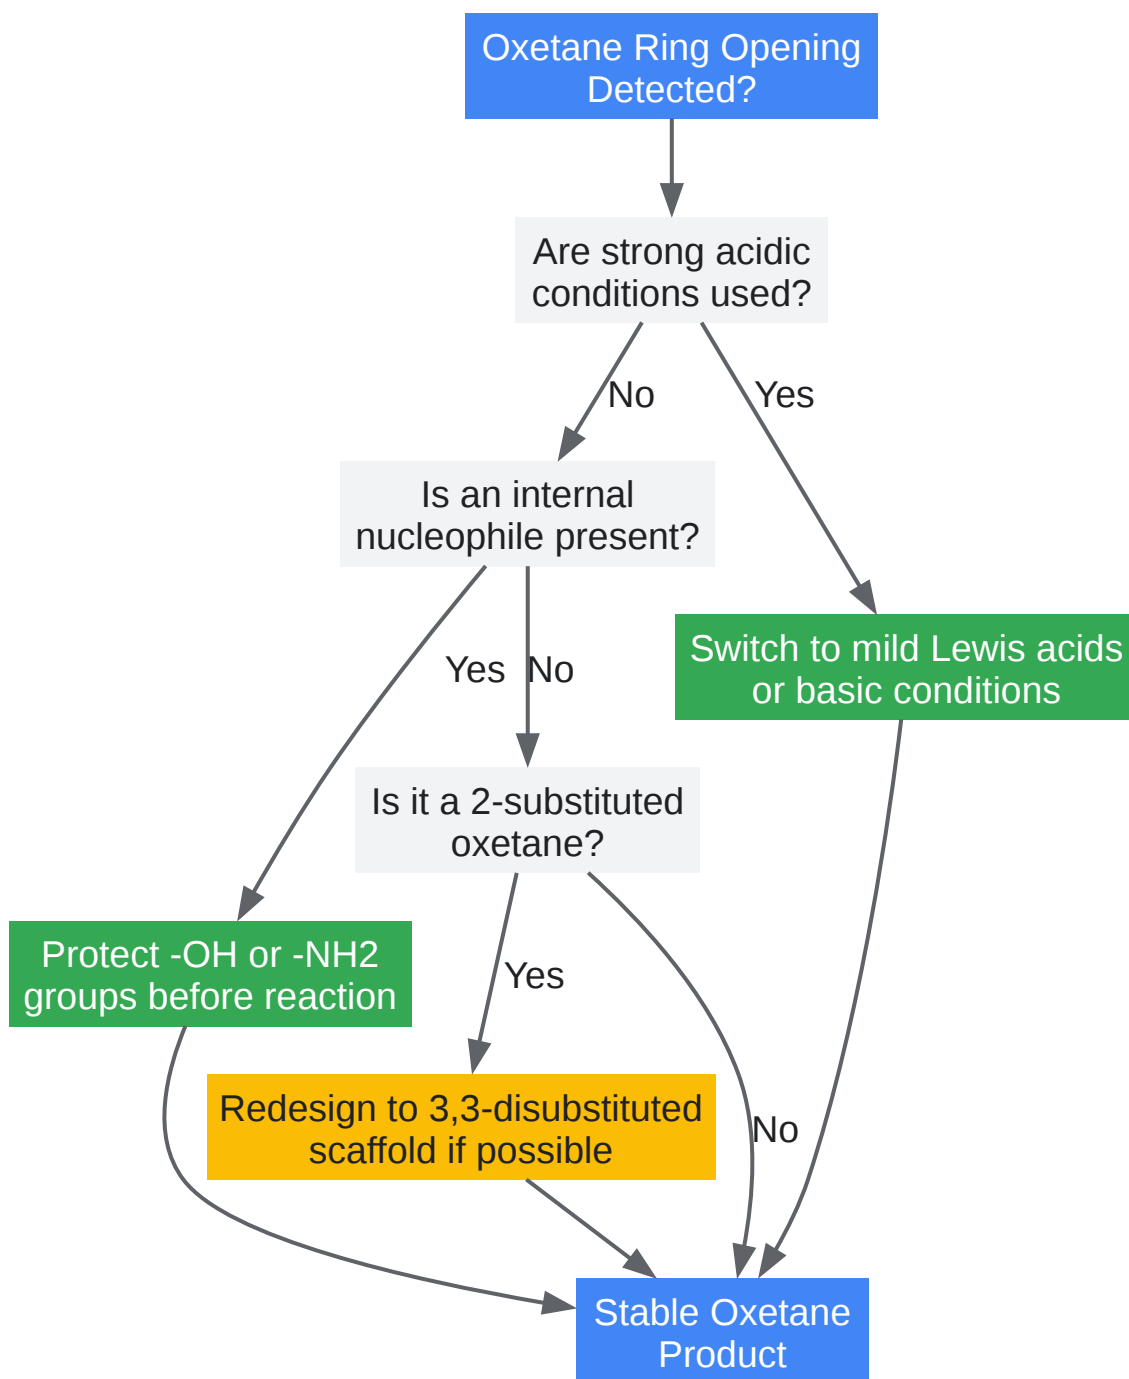 Oxetane Ring Opening
Detected?
Are strong acidic
conditions used?
No
Yes
Is an internal
nucleophile present?
Switch to mild Lewis acids
or basic conditions
Yes
No
Is it a 2-substituted
oxetane?
Protect -OH or -NH2
groups before reaction
Yes
Redesign to 3,3-disubstituted
scaffold if possible
No
Stable Oxetane
Product